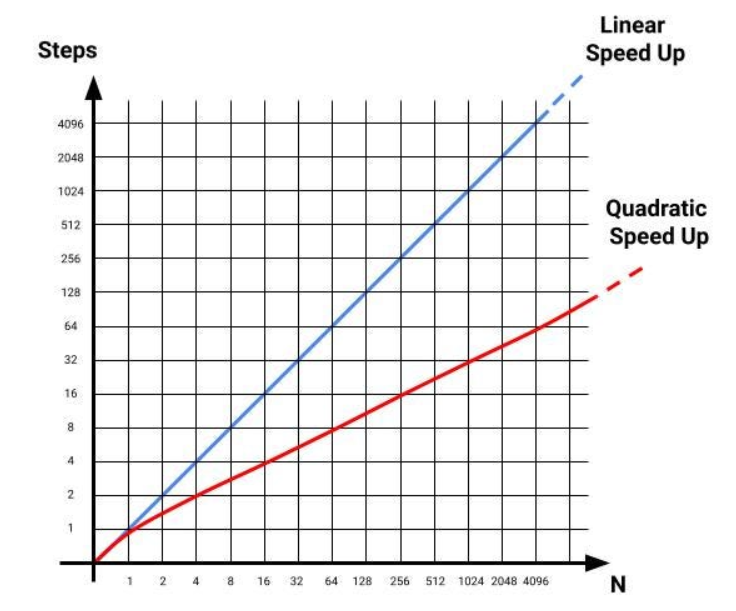 Linear
Speed Up
Steps
4096
2048
1024
512
256
128
64
32
16
8
4
2
1
Quadratic
Speed Up
1 2 4 8 16 32 64 128 256 512 1024 2048 4096
N